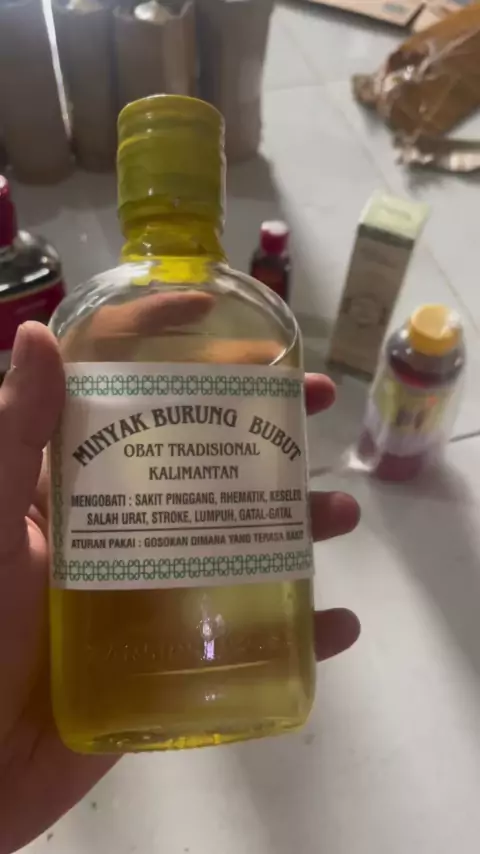 MINYAK BURUNG BUBUT
OBAT TRADISIONAL
KALIMANTAN
MENGOBATI : SAKIT PINGGANG, RHEMATIK, KESELEO,
SALAH URAT, STROKE, LUMPUH, GATAL-GATAL
ATURAN PAKAI : GOSOKAN DIMANA YANG TERASA SAKIT